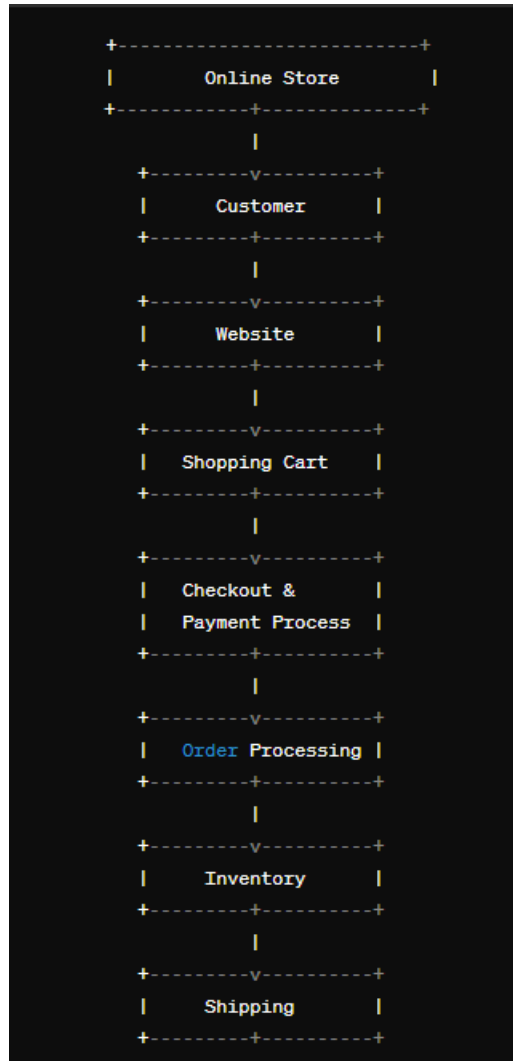 +---------------------------+
|        Online Store        |
+------------+--------------+
|
+---------v----------+
|      Customer      |
+---------+----------+
|
+---------v----------+
|      Website       |
+---------+----------+
|
+---------v----------+
|   Shopping Cart    |
+---------+----------+
|
+---------v----------+
|   Checkout &       |
|   Payment Process  |
+---------+----------+
|
+---------v----------+
|   Order Processing |
+---------+----------+
|
+---------v----------+
|     Inventory      |
+---------+----------+
|
+---------v----------+
|     Shipping       |
+---------+----------+